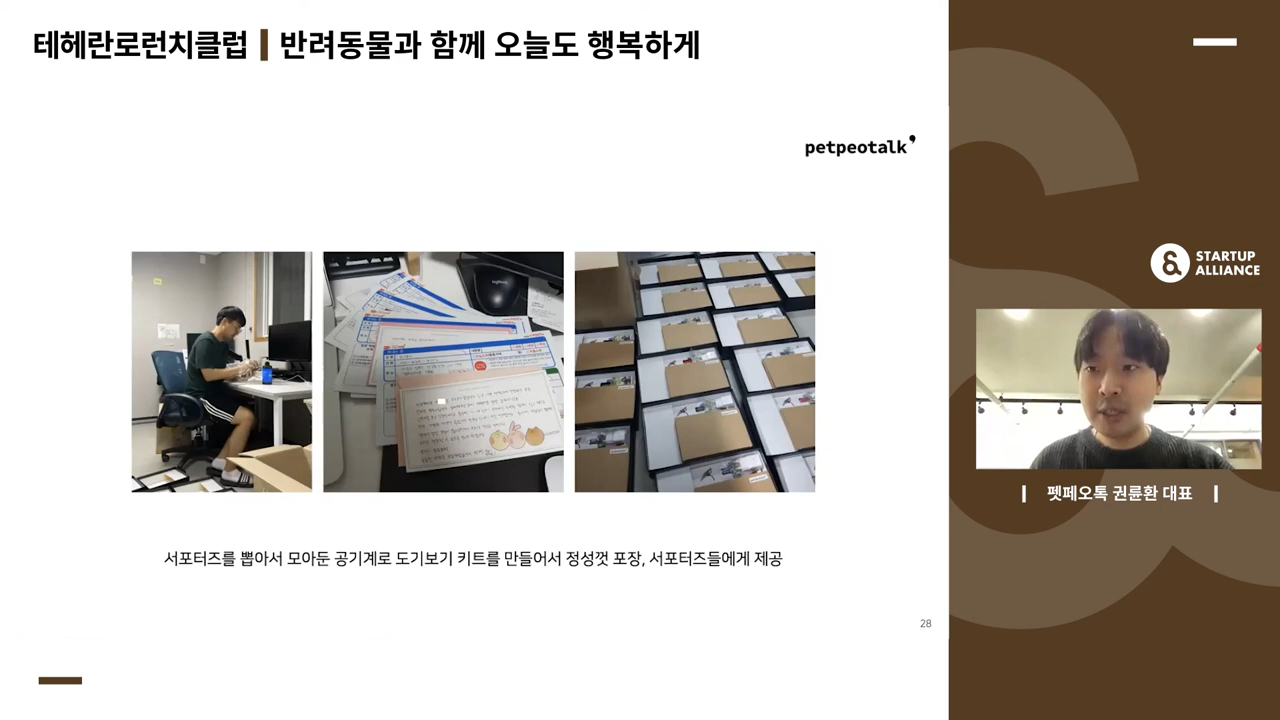 테헤란로런치클럽 | 반려동물과 함께 오늘도 행복하게
petpeotalk
STARTUP
ALLIANCE
펫페오톡 권륜환 대표
서포터즈를 뽑아서 모아둔 공기계로 도기보기 키트를 만들어서 정성껏 포장, 서포터즈들에게 제공
28